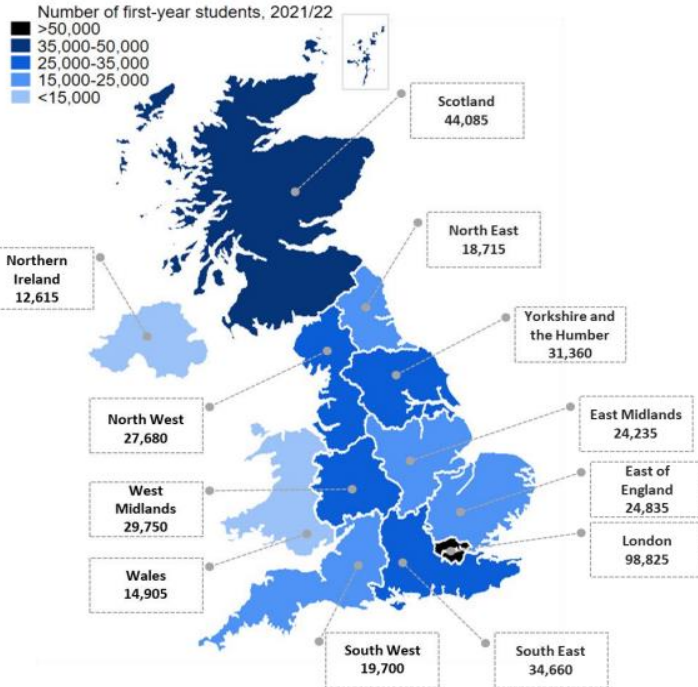 Number of first-year students, 2021/22
>50,000
35,000-50,000
25,000-35,000
15,000-25,000
<15,000
Scotland
44,085
North East
18,715
Northern
Ireland
12,615
Yorkshire and
the Humber
31,360
North West
27,680
East Midlands
24,235
East of
England
24,835
West
Midlands
29,750
London
98,825
Wales
14,905
South West
19,700
South East
34,660